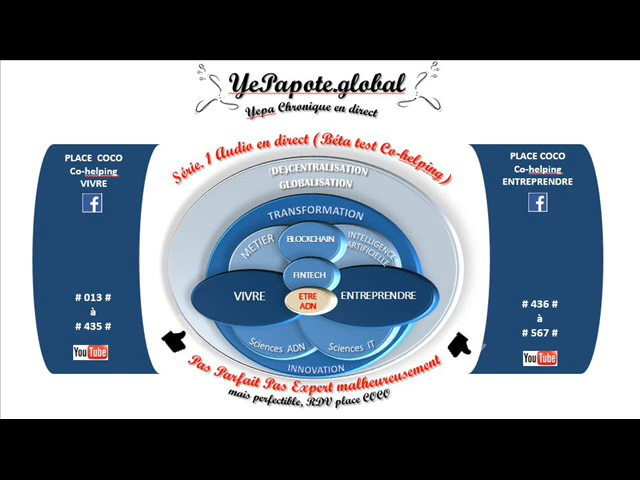 YePapote.global
Yepa Chronique en direct
Série, 1 Audio en direct (Béta test Co-helping)
PLACE COCO
Co-helping
VIVRE
# 013 #
à
# 435 #
YouTube
(DE)CENTRALISATION
GLOBALISATION
TRANSFORMATION
METIER
BLOCKCHAIN
INTELLIGENCE
ARTIFICIELLE
FINTECH
VIVRE
ETRE
ADN
ENTREPRENDRE
Sciences ADN
Sciences IT
INNOVATION
PLACE COCO
Co-helping
ENTREPRENDRE
# 436 #
à
# 567 #
YouTube
Pas Parfait Pas Expert malheureusement
mais perfectible, RDV place COCO